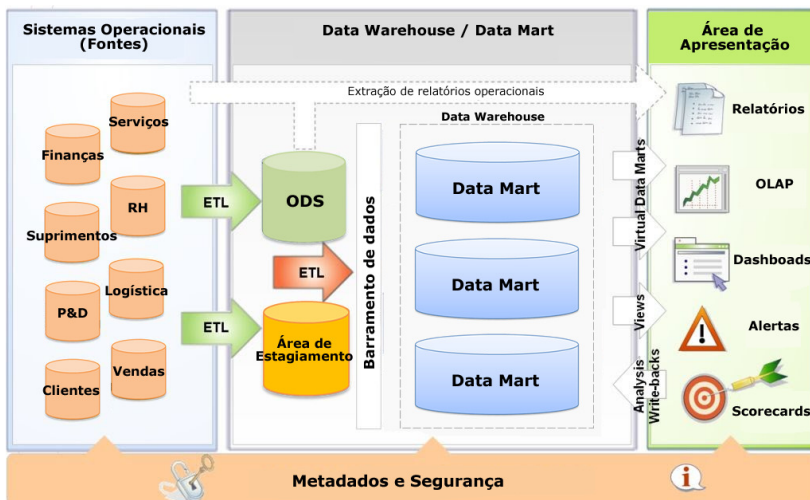 Sistemas Operacionais
(Fontes)
Data Warehouse / Data Mart
Área de
Apresentação
Extração de relatórios operacionais
Serviços
Finanças
RH
Suprimentos
Logística
P&D
Vendas
Clientes
ETL
ETL
ODS
ETL
Área de
Estagiamento
Barramento de dados
Data Warehouse
Data Mart
Data Mart
Data Mart
Virtual Data Marts
Views
Analysis
Write-backs
Relatórios
OLAP
Dashboads
Alertas
Scorecards
Metadados e Segurança